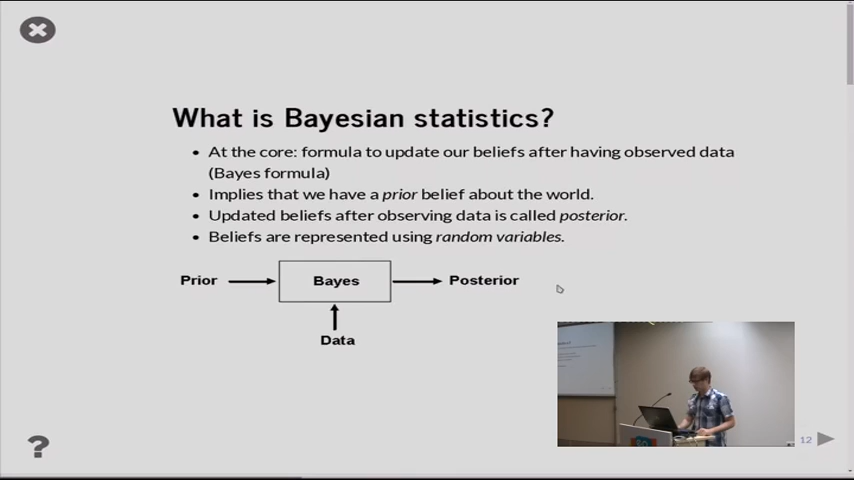 What is Bayesian statistics?
• At the core: formula to update our beliefs after having observed data
(Bayes formula)
• Implies that we have a prior belief about the world.
• Updated beliefs after observing data is called posterior.
• Beliefs are represented using random variables.
Prior
Bayes
Posterior
Data
?
12